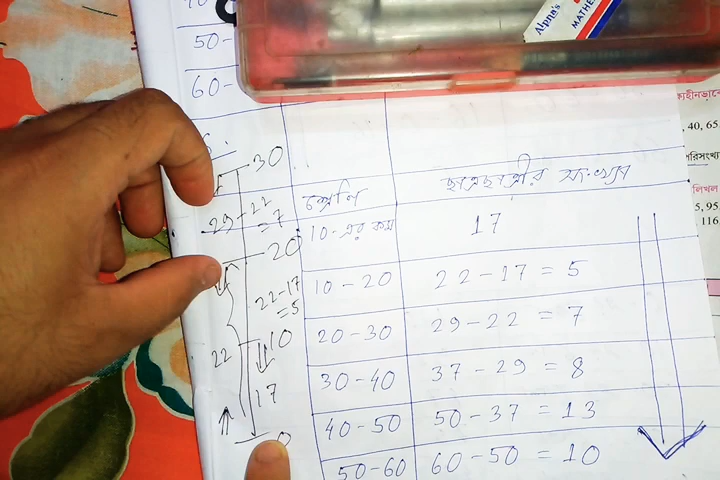 50-
60-
Alpna's
MATHE
, 40, 65
5, 95
116
30
29-22
=7
20
22-17
=5
10
22
17
0
শ্রেণি ছাত্রছাত্রীর সংখ্যা
10-এর কম 17
10-20 22-17 = 5
20-30 29-22 = 7
30-40 37-29 = 8
40-50 50-37 = 13
50-60 60-50 = 10